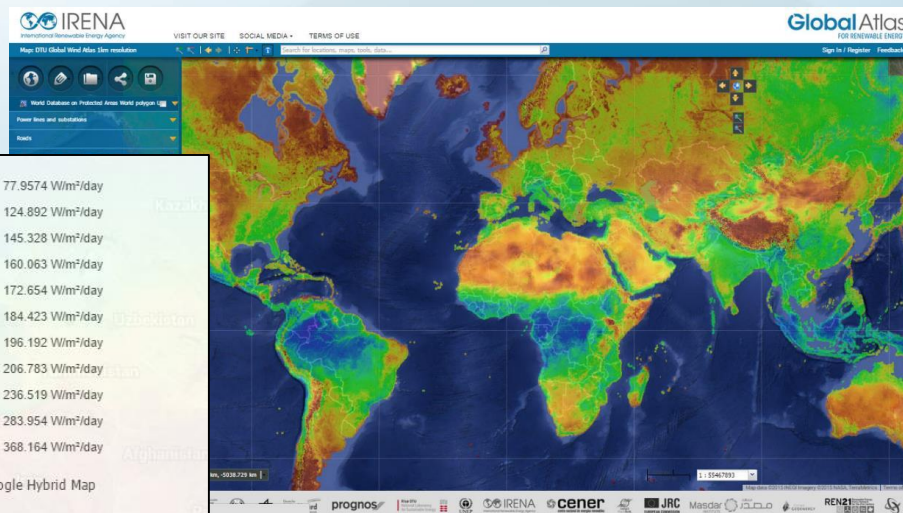 IRENA
International Renewable Energy Agency
VISIT OUR SITE SOCIAL MEDIA TERMS OF USE
GlobalAtlas
FOR RENEWABLE ENERGY
Map: DTU Global Wind Atlas 1km resolution
Search for locations, maps, tools, data...
Sign In / Register Feedback
World Database on Protected Areas World polygon
Power lines and substations
Roads
77.9574 W/m²/day
124.892 W/m²/day
145.328 W/m²/day
160.063 W/m²/day
172.654 W/m²/day
184.423 W/m²/day
196.192 W/m²/day
206.783 W/m²/day
236.519 W/m²/day
283.954 W/m²/day
368.164 W/m²/day
ogle Hybrid Map
Uzbekistan
Afghanistan
km, -5038.729 km
1 : 55467893
prognos
IRENA
cener
JRC
Masdar
REN21